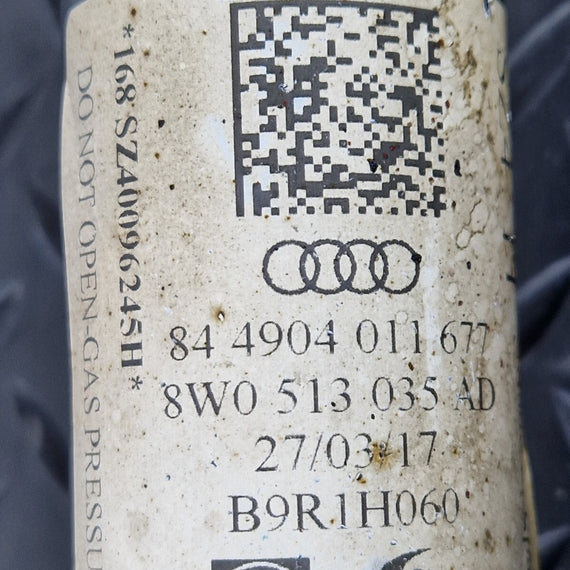 *168 SZ40096245H*
DO NOT OPEN-GAS PRESSU
84 4904 011 677
8W0 513 035 AD
27/03/17
B9R1H060